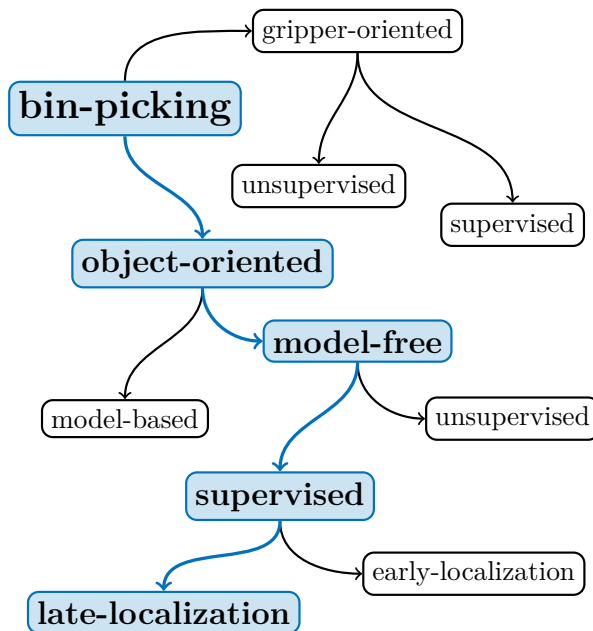 gripper-oriented
bin-picking
unsupervised
supervised
object-oriented
model-free
model-based
unsupervised
supervised
early-localization
late-localization